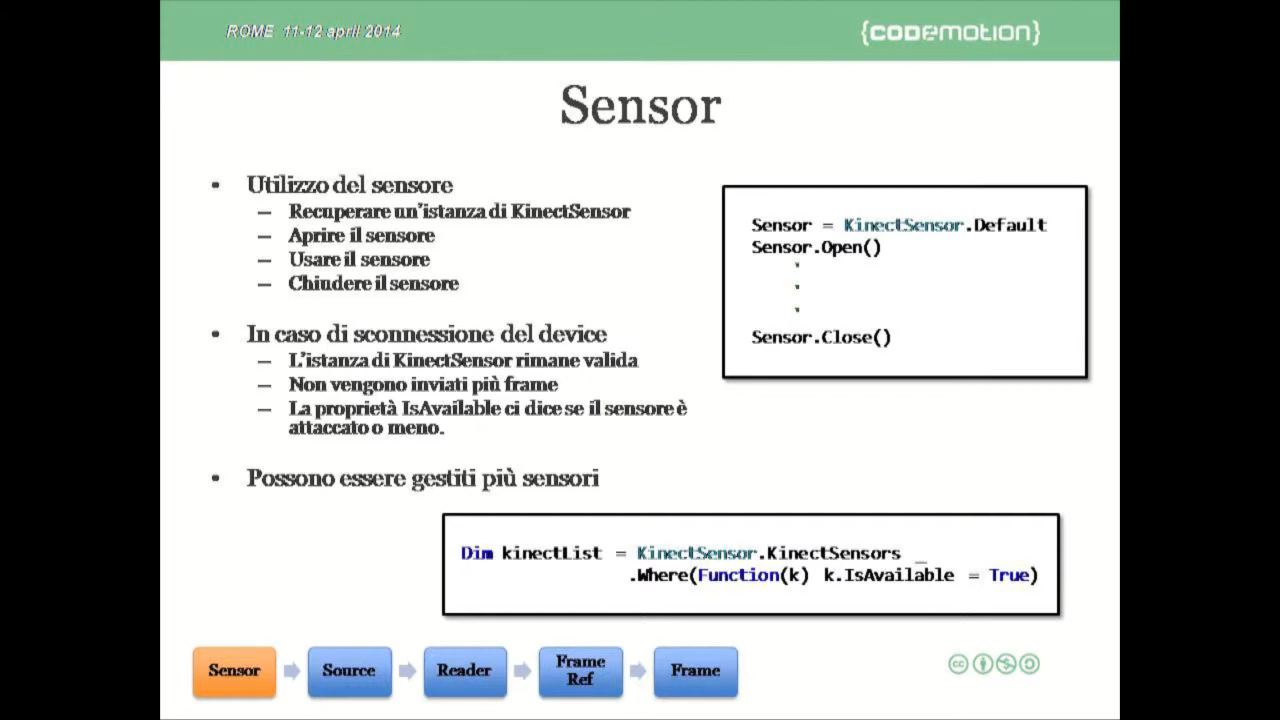 ROME 11-12 april 2014
{CODEMOTION}
Sensor
• Utilizzo del sensore
– Recuperare un'istanza di KinectSensor
– Aprire il sensore
– Usare il sensore
– Chiudere il sensore
• In caso di sconnessione del device
– L'istanza di KinectSensor rimane valida
– Non vengono inviati più frame
– La proprietà IsAvailable ci dice se il sensore è
attaccato o meno.
• Possono essere gestiti più sensori
Sensor = KinectSensor.Default
Sensor.Open()
.
.
.
Sensor.Close()
Dim kinectList = KinectSensor.KinectSensors _
.Where(Function(k) k.IsAvailable = True)
Sensor
Source
Reader
Frame
Ref
Frame
cc